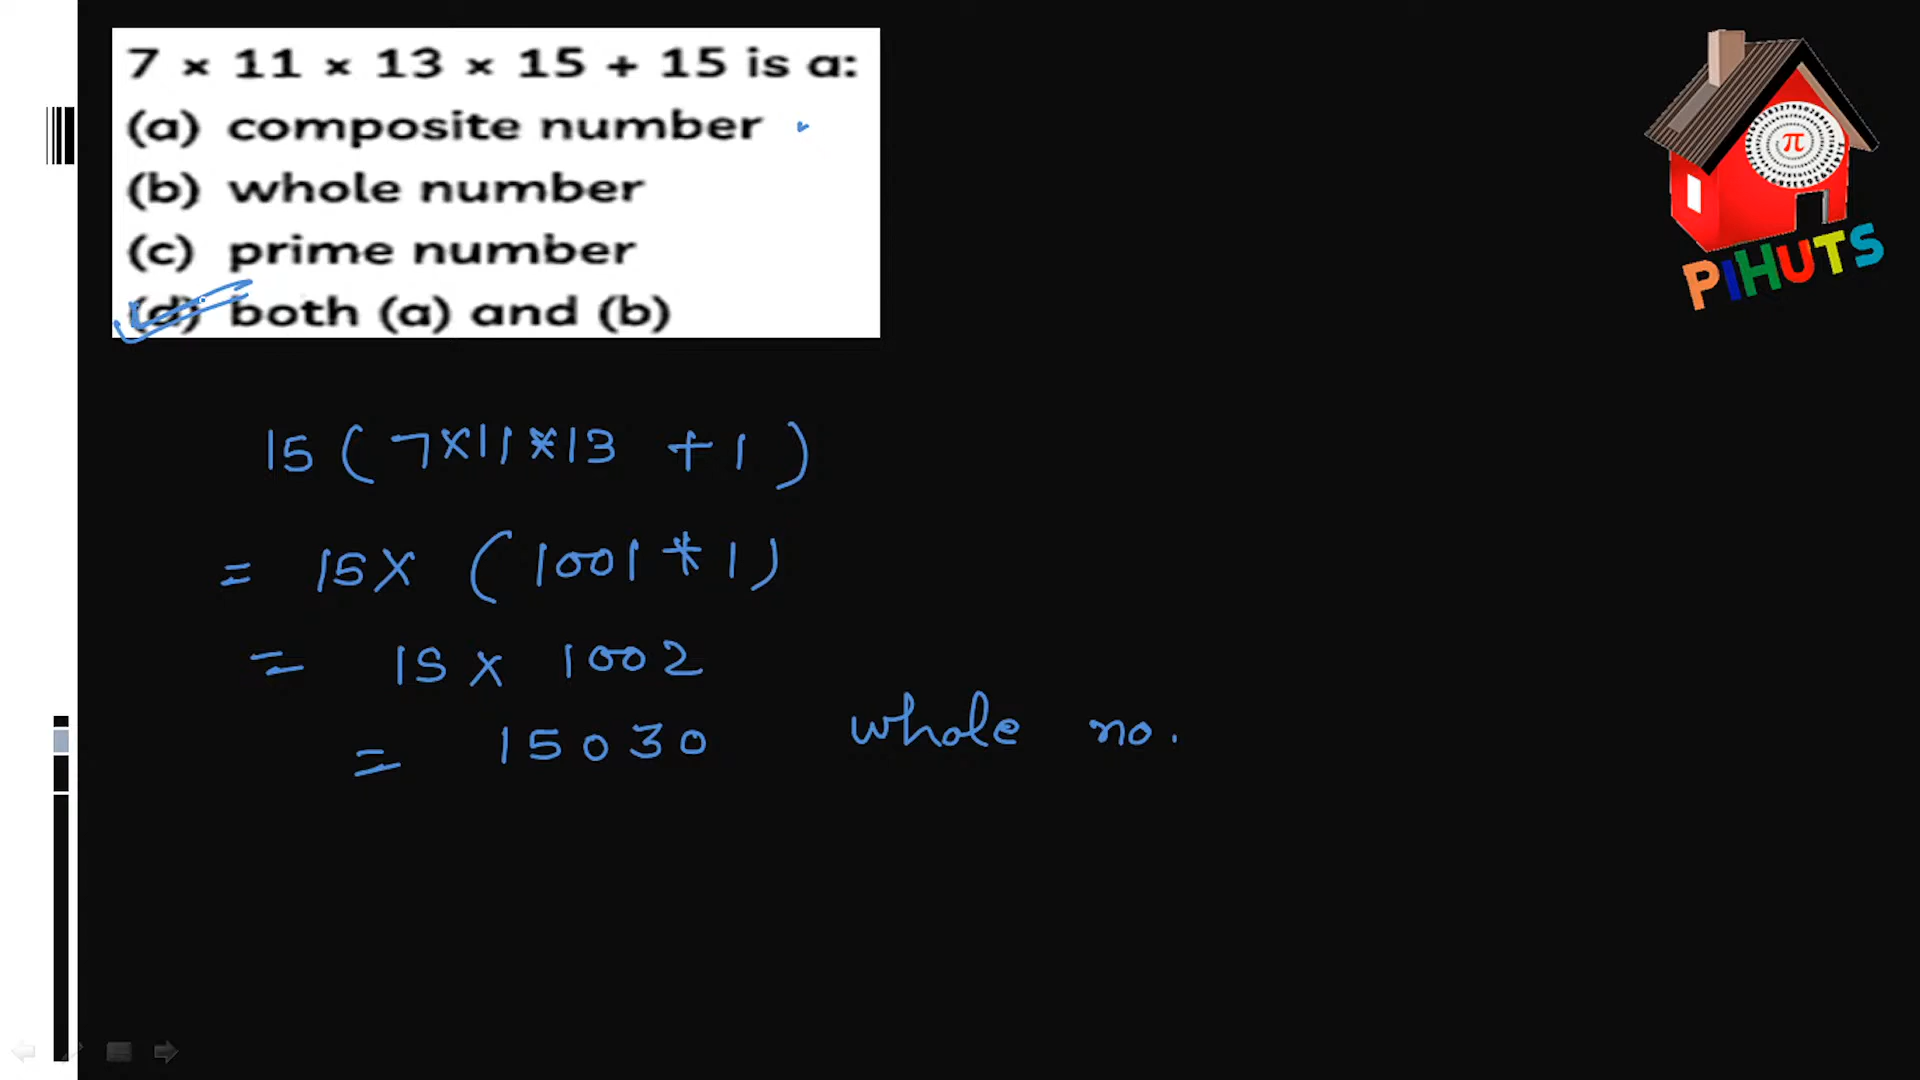 7 × 11 × 13 × 15 + 15 is a:
(a) composite number
(b) whole number
(c) prime number
(d) both (a) and (b)
π
PIHUTS
15 ( 7×11*13 + 1 )
= 15× ( 1001 * 1 )
= 15 × 1002
= 15030 whole no.